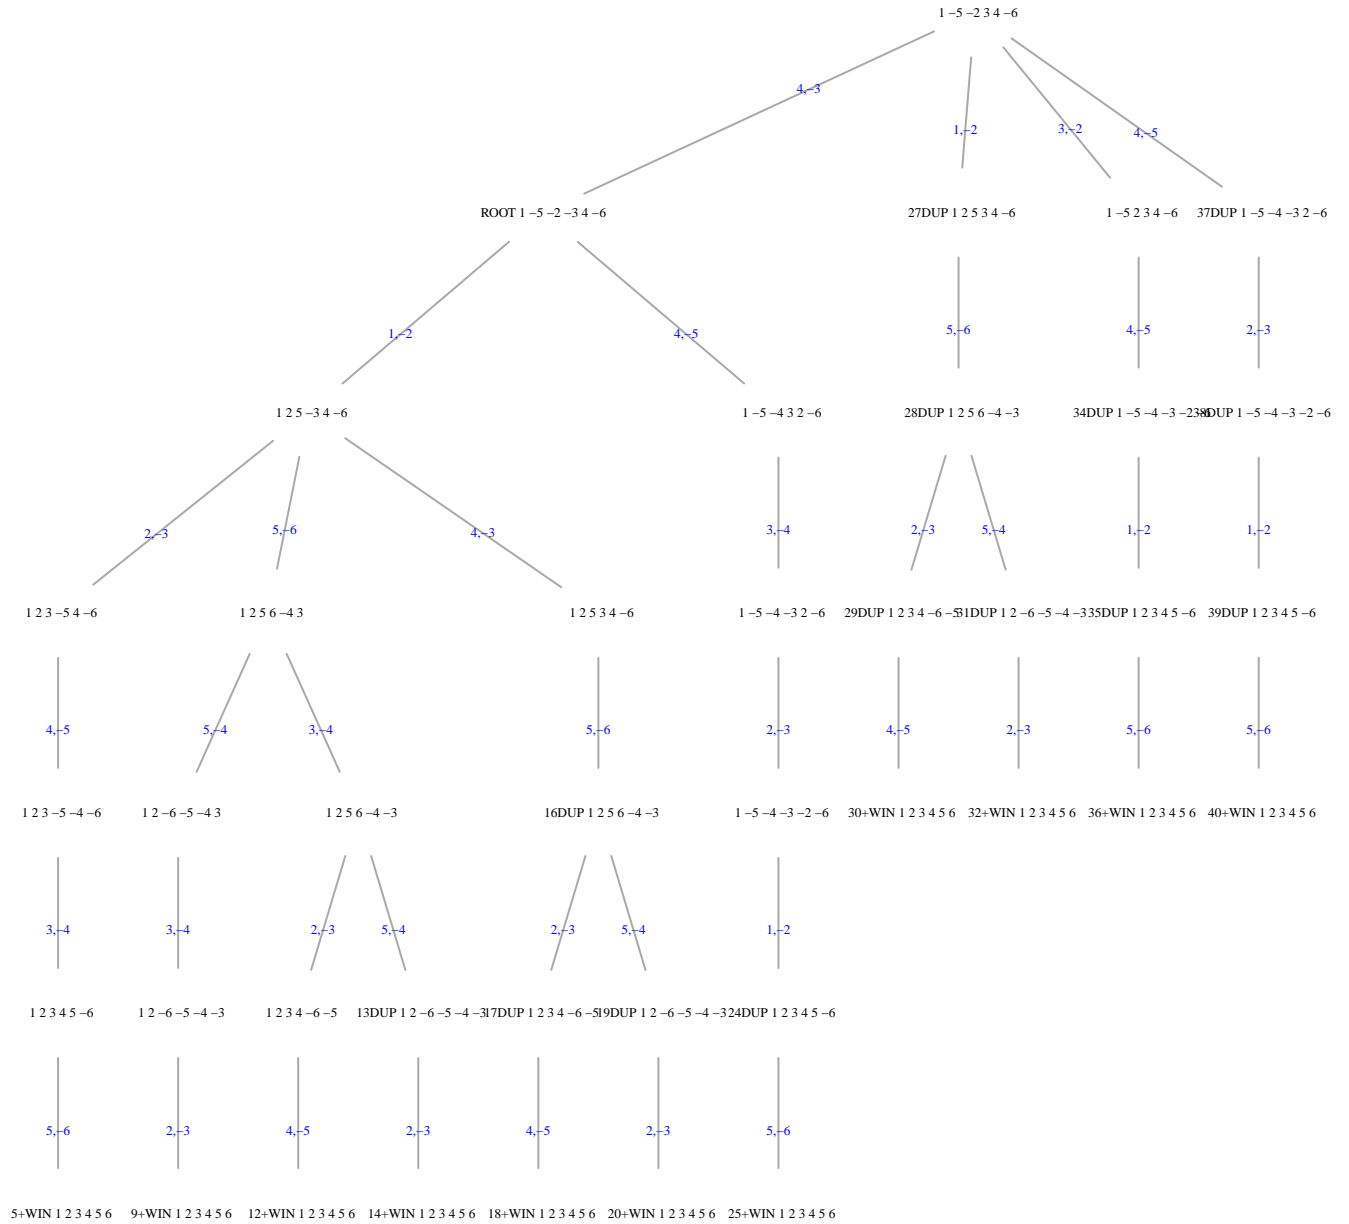 1 −5 −2 3 4 −6
4,−3
1,−2
3,−2
4,−5
ROOT 1 −5 −2 −3 4 −6
27DUP 1 2 5 3 4 −6
1 −5 2 3 4 −6
37DUP 1 −5 −4 −3 2 −6
1,−2
4,−5
5,−6
4,−5
2,−3
1 2 5 −3 4 −6
1 −5 −4 3 2 −6
28DUP 1 2 5 6 −4 −3
34DUP 1 −5 −4 −3 −2 −6
38DUP 1 −5 −4 −3 −2 −6
2,−3
5,−6
4,−3
3,−4
2,−3
5,−4
1,−2
1,−2
1 2 3 −5 4 −6
1 2 5 6 −4 3
1 2 5 3 4 −6
1 −5 −4 −3 2 −6
29DUP 1 2 3 4 −6 −5
31DUP 1 2 −6 −5 −4 −3
35DUP 1 2 3 4 5 −6
39DUP 1 2 3 4 5 −6
4,−5
5,−4
3,−4
5,−6
2,−3
4,−5
2,−3
5,−6
5,−6
1 2 3 −5 −4 −6
1 2 −6 −5 −4 3
1 2 5 6 −4 −3
16DUP 1 2 5 6 −4 −3
1 −5 −4 −3 −2 −6
30+WIN 1 2 3 4 5 6
32+WIN 1 2 3 4 5 6
36+WIN 1 2 3 4 5 6
40+WIN 1 2 3 4 5 6
3,−4
3,−4
2,−3
5,−4
2,−3
5,−4
1,−2
1 2 3 4 5 −6
1 2 −6 −5 −4 −3
1 2 3 4 −6 −5
13DUP 1 2 −6 −5 −4 −3
17DUP 1 2 3 4 −6 −5
19DUP 1 2 −6 −5 −4 −3
24DUP 1 2 3 4 5 −6
5,−6
2,−3
4,−5
2,−3
4,−5
2,−3
5,−6
5+WIN 1 2 3 4 5 6
9+WIN 1 2 3 4 5 6
12+WIN 1 2 3 4 5 6
14+WIN 1 2 3 4 5 6
18+WIN 1 2 3 4 5 6
20+WIN 1 2 3 4 5 6
25+WIN 1 2 3 4 5 6